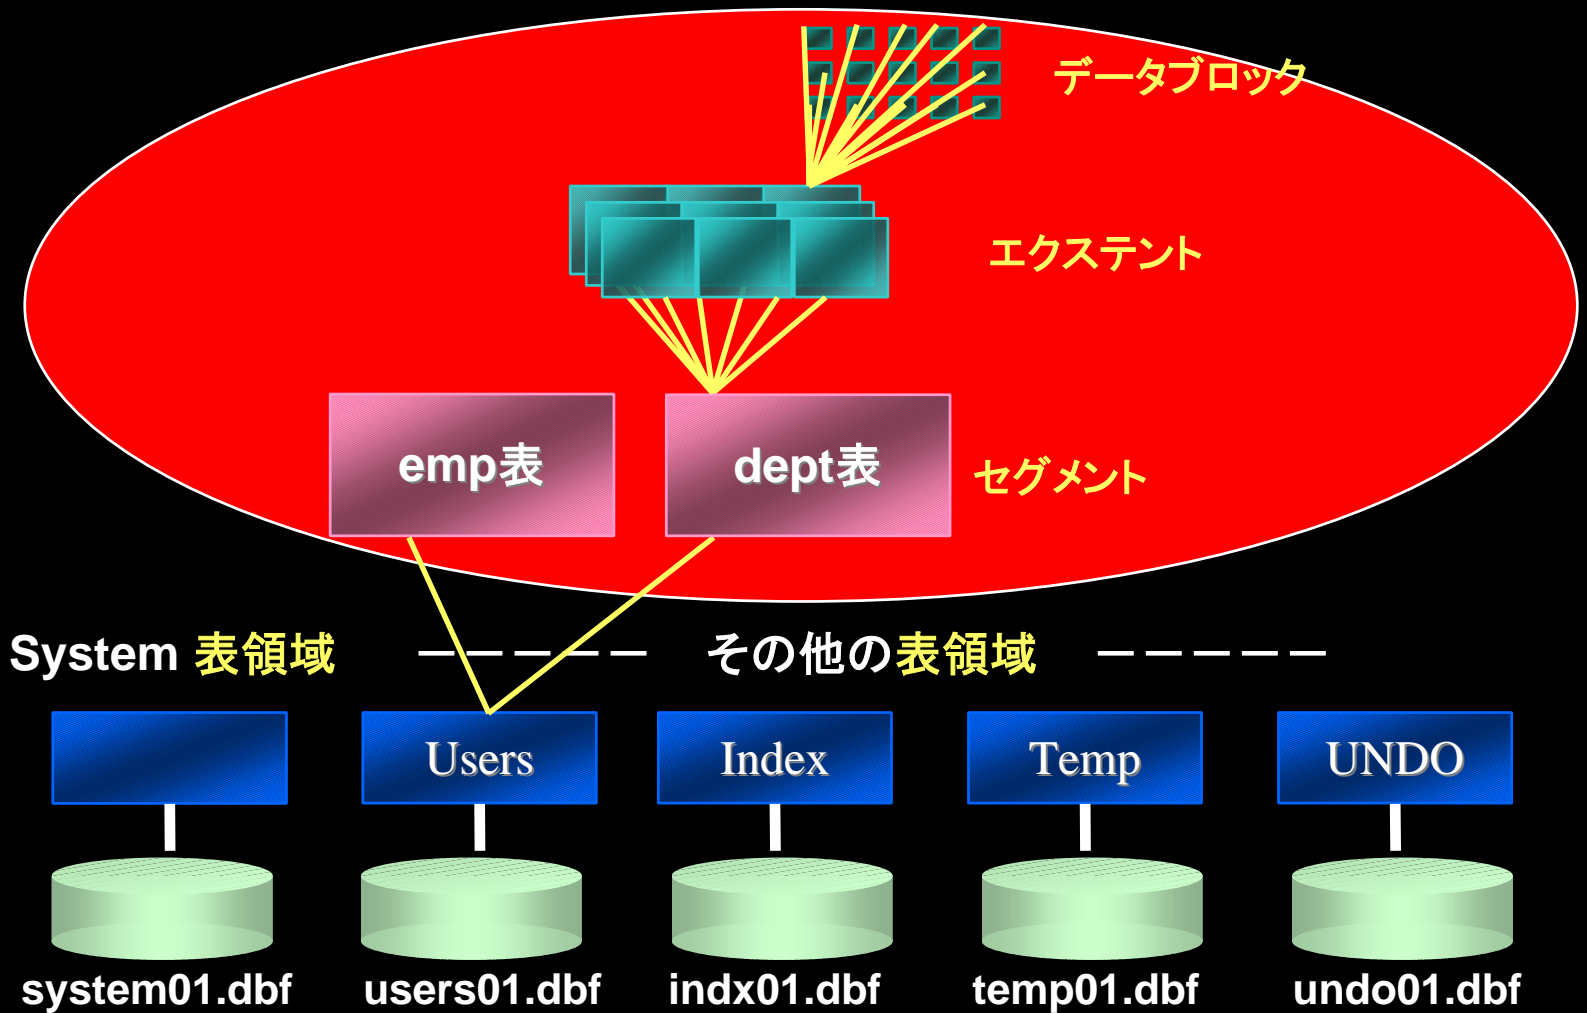 データブロック
エクステント
emp表
dept表
セグメント
System 表領域 ————— その他の表領域 —————
Users
Index
Temp
UNDO
system01.dbf
users01.dbf
indx01.dbf
temp01.dbf
undo01.dbf